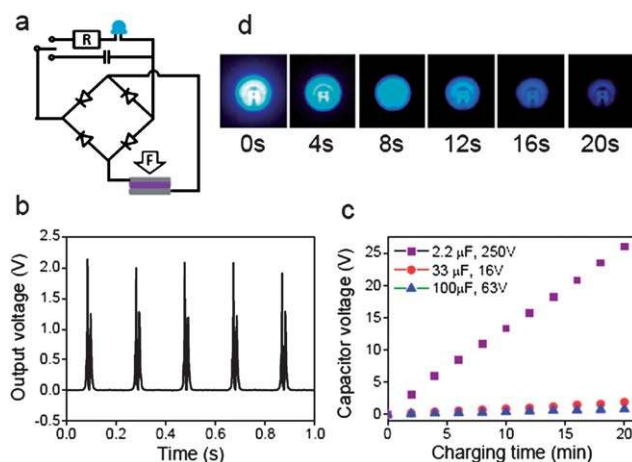 a
R
F
d
0s 4s 8s 12s 16s 20s
b
2.5
2.0
1.5
1.0
0.5
0.0
-0.5
Output voltage (V)
0.0 0.2 0.4 0.6 0.8 1.0
Time (s)
c
25
20
15
10
5
0
Capacitor voltage (V)
2.2 µF, 250V
33 µF, 16V
100µF, 63V
0 5 10 15 20
Charging time (min)